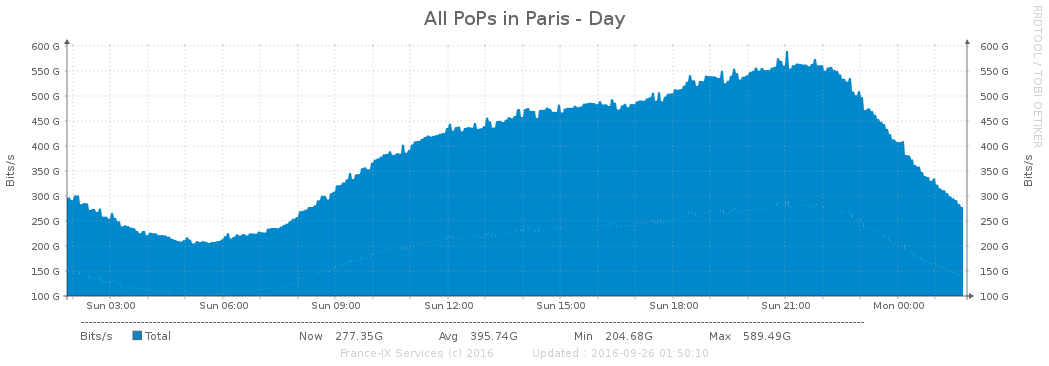 All PoPs in Paris - Day
RRDTOOL / TOBI OETIKER
600 G 600 G
550 G 550 G
500 G 500 G
450 G 450 G
400 G 400 G
350 G 350 G
300 G 300 G
250 G 250 G
200 G 200 G
150 G 150 G
100 G 100 G
Bits/s
Bits/s
Sun 03:00 Sun 06:00 Sun 09:00 Sun 12:00 Sun 15:00 Sun 18:00 Sun 21:00 Mon 00:00
Bits/s Total Now 277.35G Avg 395.74G Min 204.68G Max 589.49G
France-IX Services (c) 2016 Updated : 2016-09-26 01:50:10